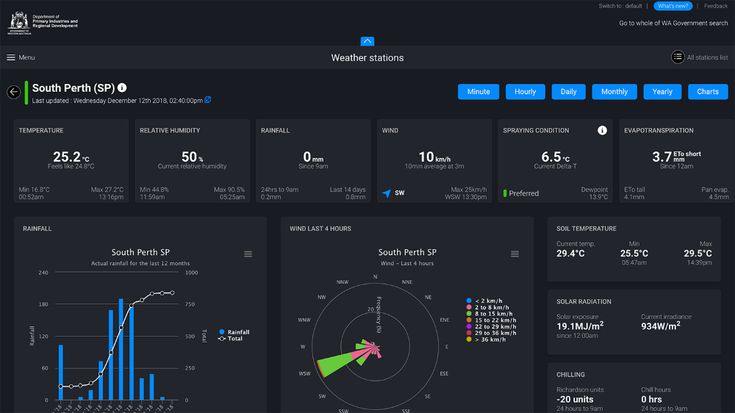 Switch to : default
What's new?
Feedback
Department of
Primary Industries and
Regional Development
Go to whole of WA Government search
Menu
Weather stations
All stations list
South Perth (SP)
Last updated : Wednesday December 12th 2018, 02:40:00pm
Minute
Hourly
Daily
Monthly
Yearly
Charts
TEMPERATURE
25.2 °C
Feels like 24.8°C
Min 16.8°C
00:52am
Max 27.2°C
13:16pm
RELATIVE HUMIDITY
50 %
Current relative humidity
Min 44.8%
11:59am
Max 90.5%
05:25am
RAINFALL
0 mm
Since 9am
24hrs to 9am
0.2mm
Last 14 days
0.8mm
WIND
10 km/h
10min average at 3m
SW
Max 25km/h
WSW 13:30pm
SPRAYING CONDITION
6.5 °C
Current Delta-T
Preferred
Dewpoint
13.9°C
EVAPOTRANSPIRATION
3.7 ETo short
mm
Since 12am
ETo tall
4.1mm
Pan evap.
4.5mm
RAINFALL
South Perth SP
Actual rainfall for the last 12 months
240
180
120
60
0
Rainfall
1000
750
500
250
0
Total
Rainfall
Total
WIND LAST 4 HOURS
South Perth SP
Wind – Last 4 hours
N
NNE
NE
ENE
E
ESE
SE
SSE
SSW
SW
WSW
W
NW
NNW
20
Frequency (%)
< 2 km/h
2 to 8 km/h
8 to 15 km/h
15 to 22 km/h
22 to 29 km/h
29 to 36 km/h
> 36 km/h
SOIL TEMPERATURE
Current temp.
29.4°C
Min
25.5°C
05:47am
Max
29.5°C
14:39pm
SOLAR RADIATION
Solar exposure
19.1MJ/m²
since 12:00am
Current irradiance
934W/m²
CHILLING
Richardson units
-20 units
24 hours to 9am
Chill hours
0 hrs
24 hours to 9am